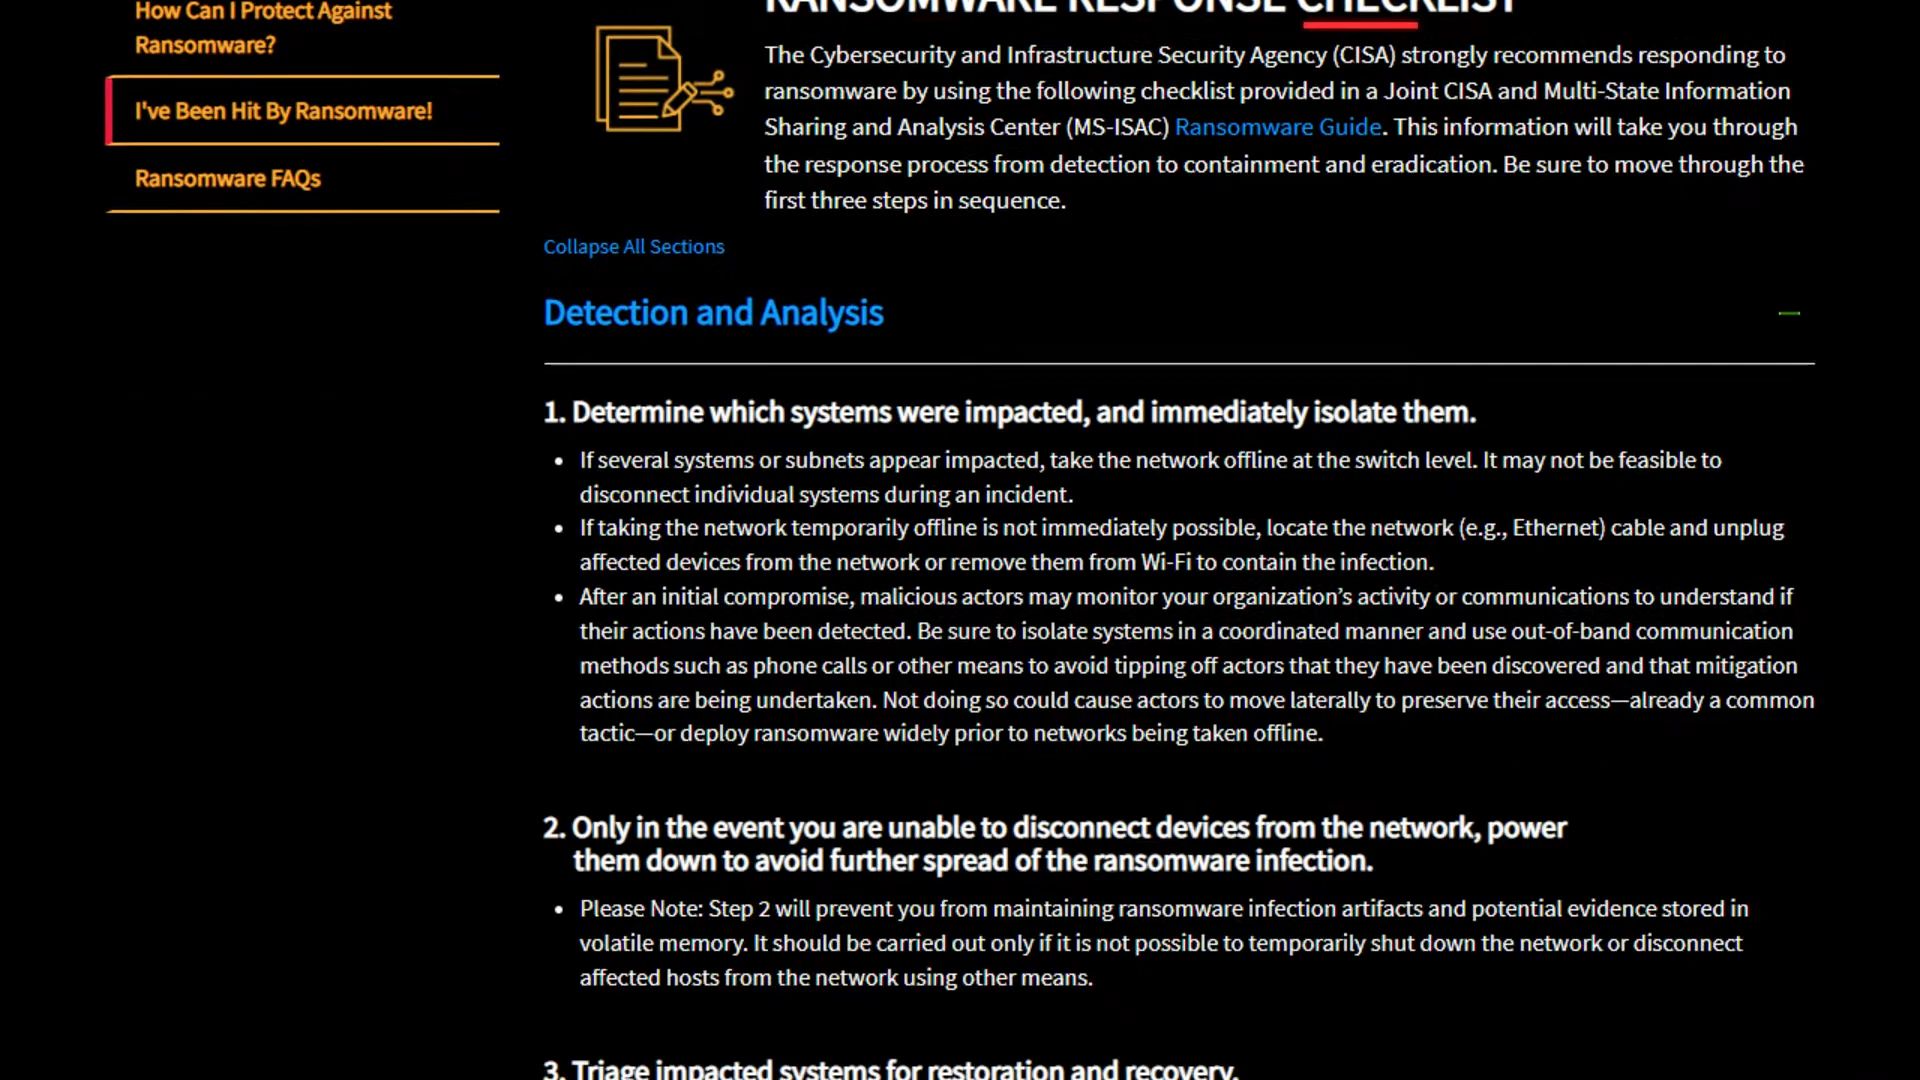 How Can I Protect Against
Ransomware?
I've Been Hit By Ransomware!
Ransomware FAQs
RANSOMWARE RESPONSE CHECKLIST
The Cybersecurity and Infrastructure Security Agency (CISA) strongly recommends responding to
ransomware by using the following checklist provided in a Joint CISA and Multi-State Information
Sharing and Analysis Center (MS-ISAC) Ransomware Guide. This information will take you through
the response process from detection to containment and eradication. Be sure to move through the
first three steps in sequence.
Collapse All Sections
Detection and Analysis
1. Determine which systems were impacted, and immediately isolate them.
• If several systems or subnets appear impacted, take the network offline at the switch level. It may not be feasible to
disconnect individual systems during an incident.
• If taking the network temporarily offline is not immediately possible, locate the network (e.g., Ethernet) cable and unplug
affected devices from the network or remove them from Wi-Fi to contain the infection.
• After an initial compromise, malicious actors may monitor your organization’s activity or communications to understand if
their actions have been detected. Be sure to isolate systems in a coordinated manner and use out-of-band communication
methods such as phone calls or other means to avoid tipping off actors that they have been discovered and that mitigation
actions are being undertaken. Not doing so could cause actors to move laterally to preserve their access—already a common
tactic—or deploy ransomware widely prior to networks being taken offline.
2. Only in the event you are unable to disconnect devices from the network, power
them down to avoid further spread of the ransomware infection.
• Please Note: Step 2 will prevent you from maintaining ransomware infection artifacts and potential evidence stored in
volatile memory. It should be carried out only if it is not possible to temporarily shut down the network or disconnect
affected hosts from the network using other means.
3. Triage impacted systems for restoration and recovery.